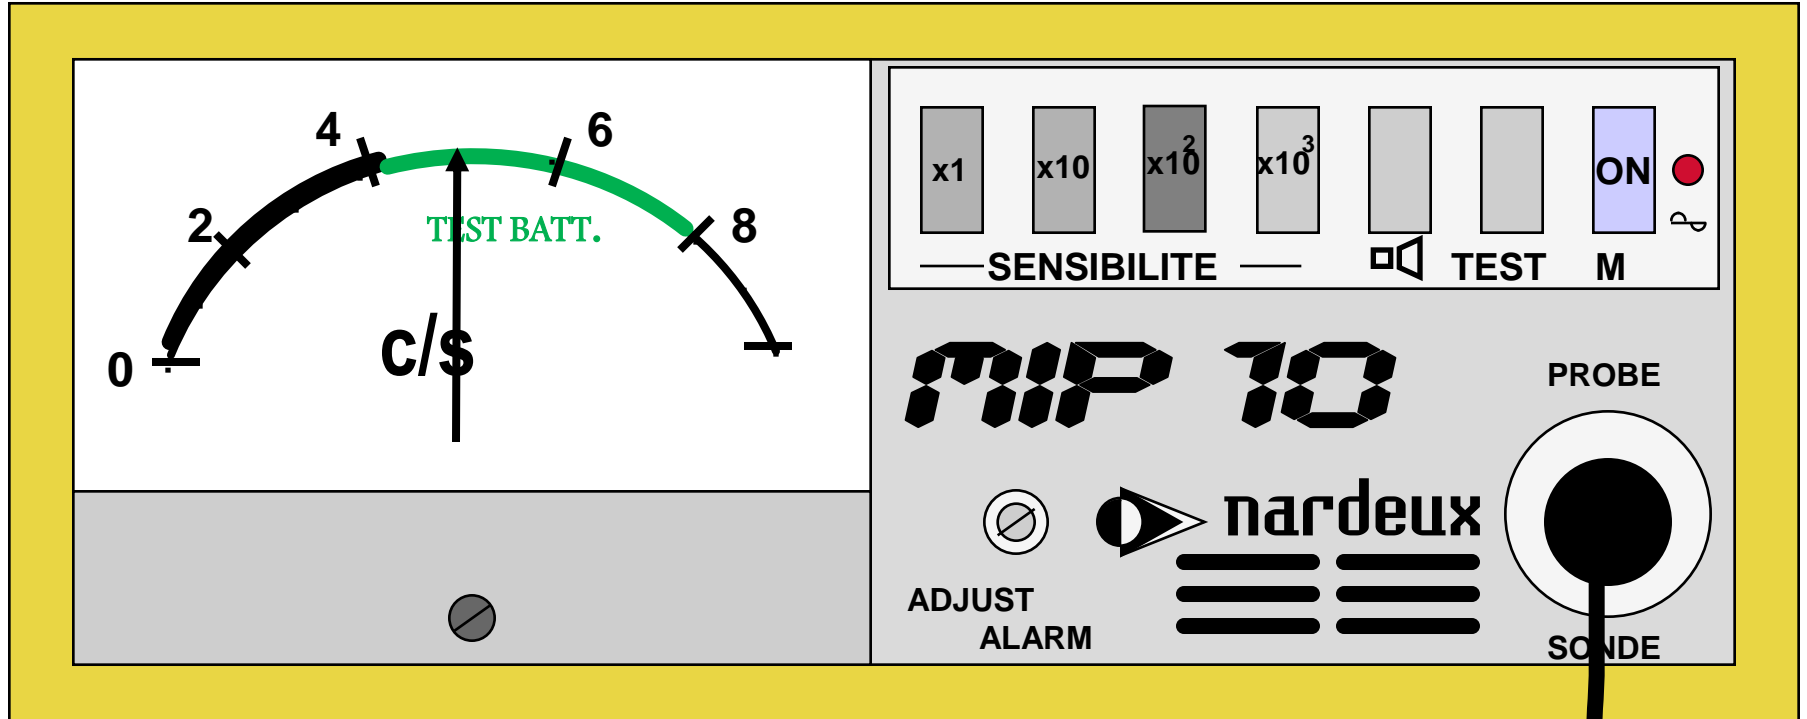 4
6
2
8
TEST BATT.
0
c/s
x1
x10
x10²
x10³
ON
SENSIBILITE
TEST
M
MIP 10
PROBE
nardeux
ADJUST
ALARM
SONDE